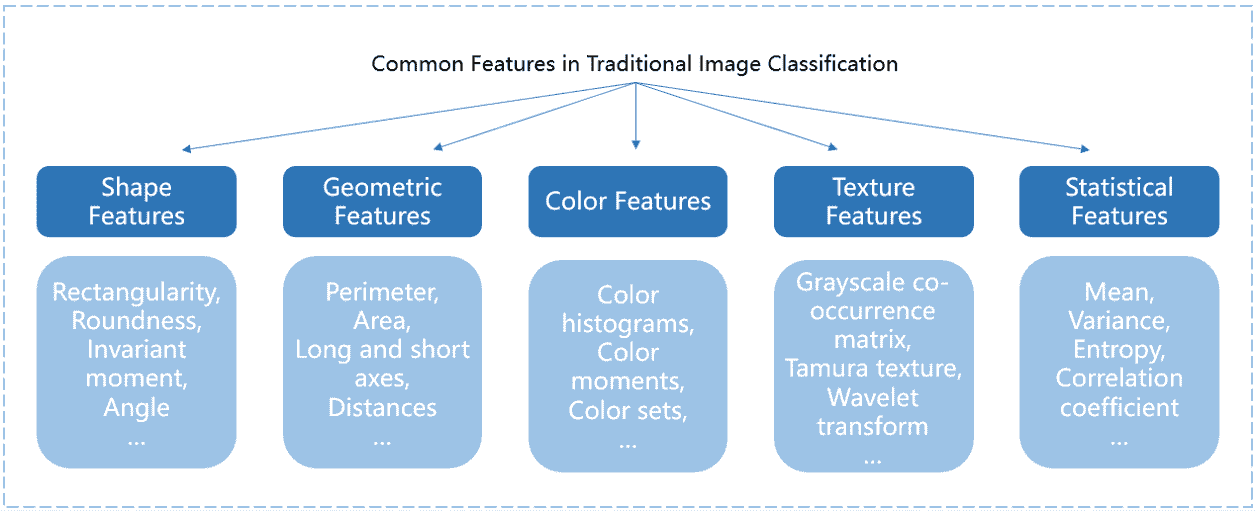 Common Features in Traditional Image Classification
Shape
Features
Geometric
Features
Color Features
Texture
Features
Statistical
Features
Rectangularity,
Roundness,
Invariant
moment,
Angle
...
Perimeter,
Area,
Long and short
axes,
Distances
...
Color
histograms,
Color
moments,
Color sets,
...
Grayscale co-
occurrence
matrix,
Tamura texture,
Wavelet
transform
...
Mean,
Variance,
Entropy,
Correlation
coefficient
...